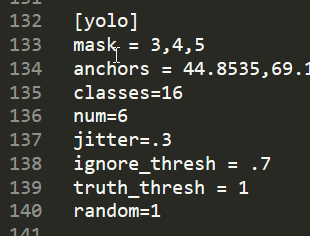 132 [yolo]
133 mask = 3,4,5
134 anchors = 44.8535,69.1
135 classes=16
136 num=6
137 jitter=.3
138 ignore_thresh = .7
139 truth_thresh = 1
140 random=1
141